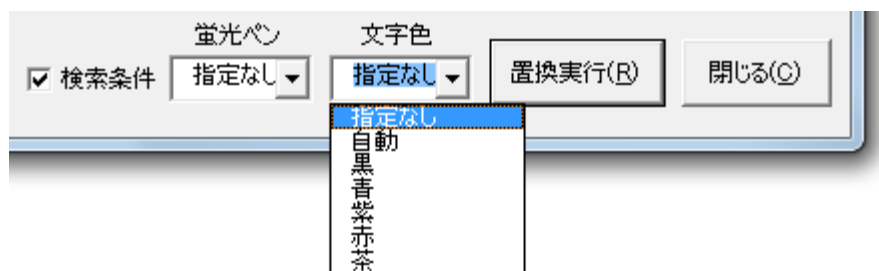 蛍光ペン 文字色
検索条件 指定なし 指定なし 置換実行(R) 閉じる(C)
指定なし
自動
黒
青
紫
赤
茶